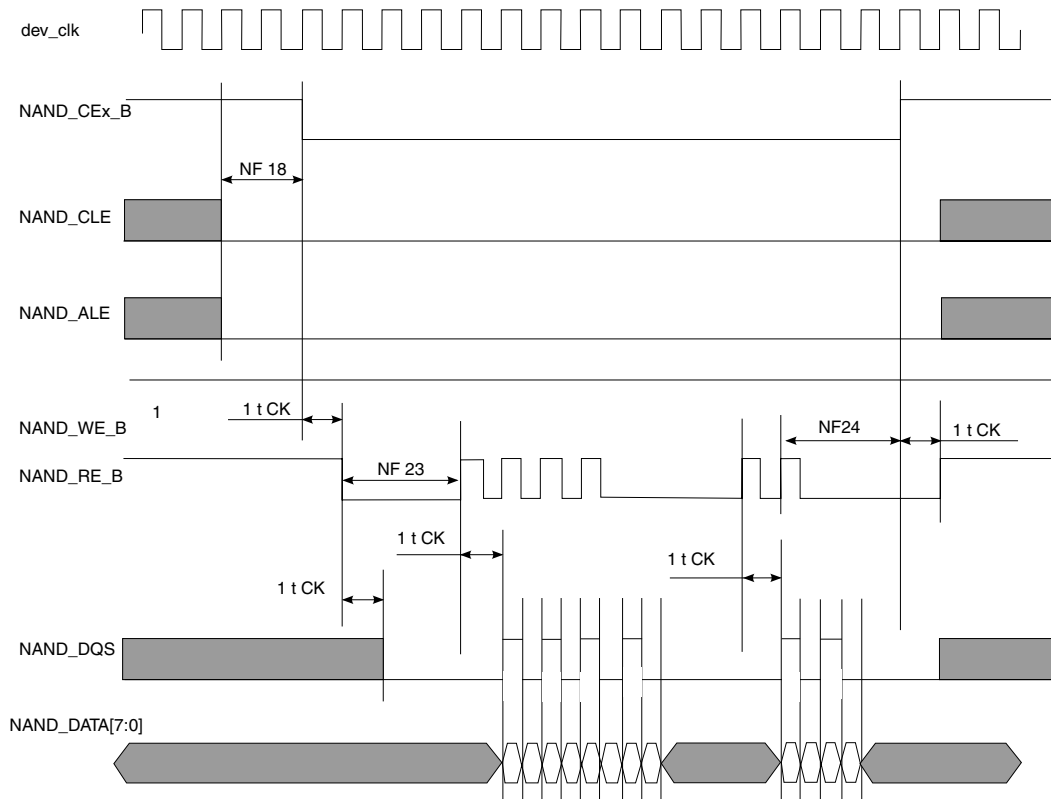 dev_clk
NAND_CEx_B
NF 18
NAND_CLE
NAND_ALE
1
1 t CK
NAND_WE_B
NF24
1 t CK
NAND_RE_B
NF 23
1 t CK
1 t CK
1 t CK
NAND_DQS
NAND_DATA[7:0]